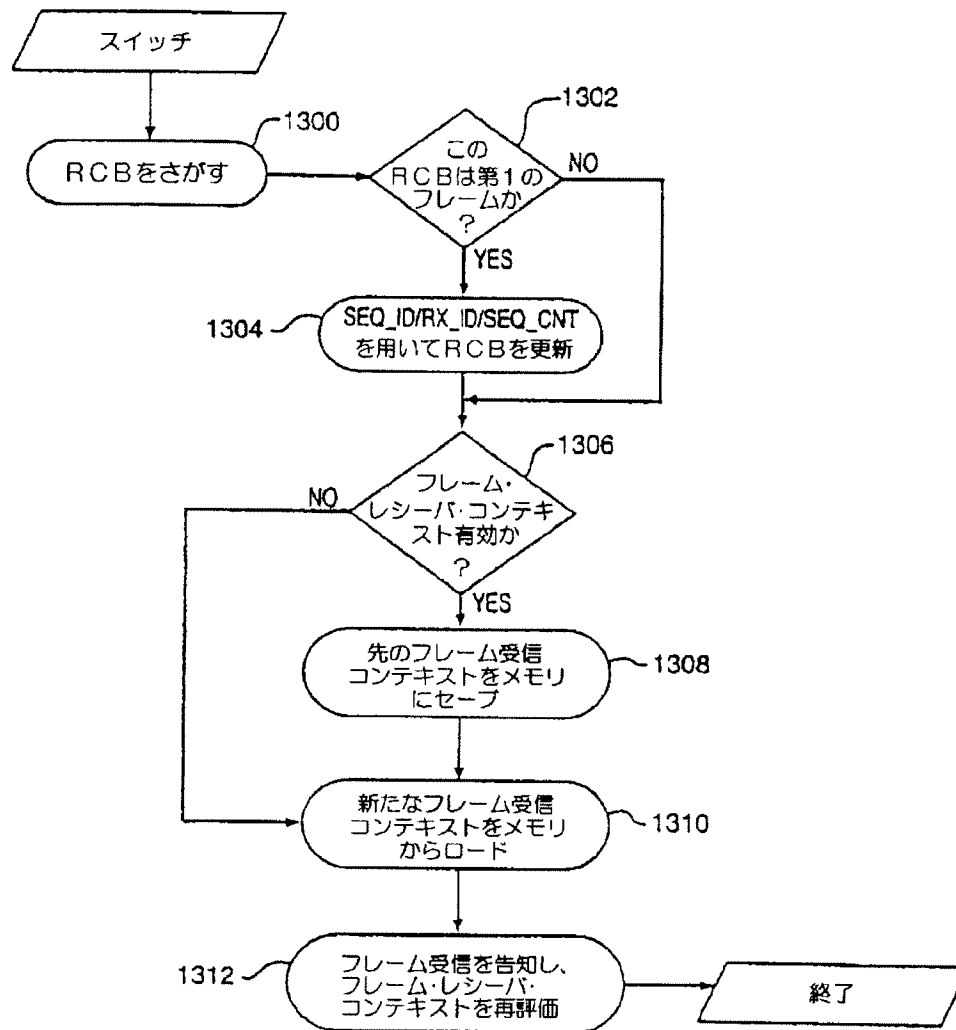 スイッチ
1300
RCBをさがす
1302
この
RCBは第1の
フレームか
?
NO
YES
1304
SEQ_ID/RX_ID/SEQ_CNT
を用いてRCBを更新
1306
フレーム・
レシーバ・コンテキ
スト有効か
?
NO
YES
先のフレーム受信
コンテキストをメモリ
にセーブ
1308
新たなフレーム受信
コンテキストをメモリ
からロード
1310
1312
フレーム受信を告知し、
フレーム・レシーバ・
コンテキストを再評価
終了